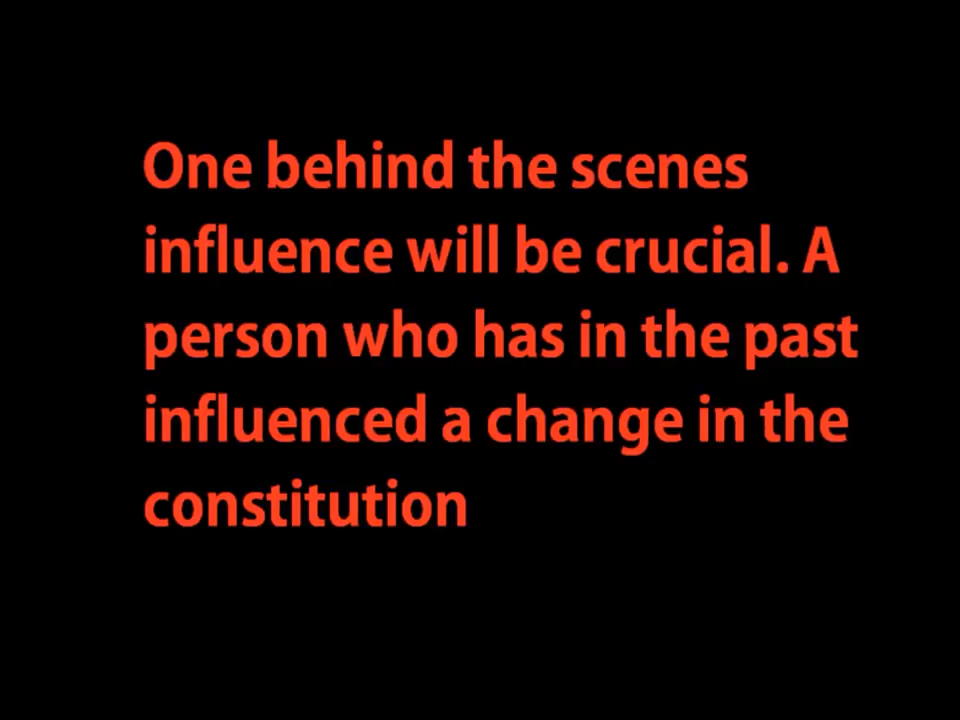 One behind the scenes
influence will be crucial. A
person who has in the past
influenced a change in the
constitution